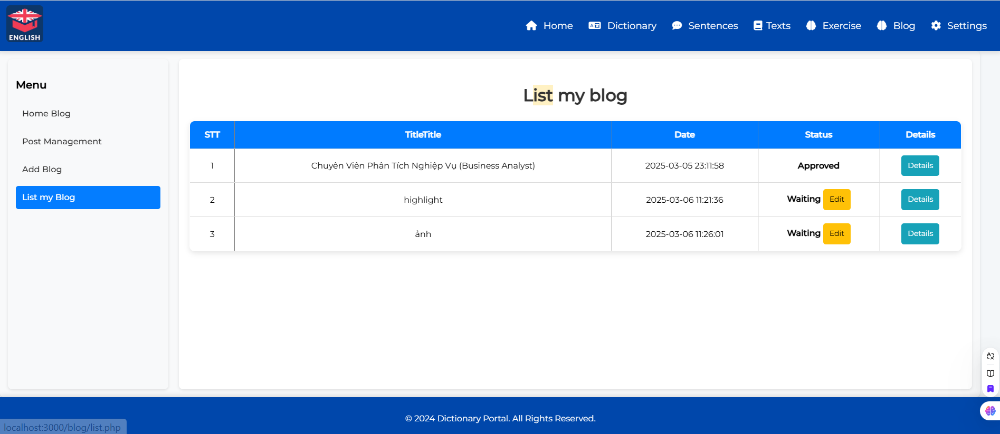 ENGLISH
Home Dictionary Sentences Texts Exercise Blog Settings
Menu
Home Blog
Post Management
Add Blog
List my Blog
List my blog
STT TitleTitle Date Status Details
1 Chuyên Viên Phân Tích Nghiệp Vụ (Business Analyst) 2025-03-05 23:11:58 Approved Details
2 highlight 2025-03-06 11:21:36 Waiting Edit Details
3 ảnh 2025-03-06 11:26:01 Waiting Edit Details
© 2024 Dictionary Portal. All Rights Reserved.
localhost:3000/blog/list.php